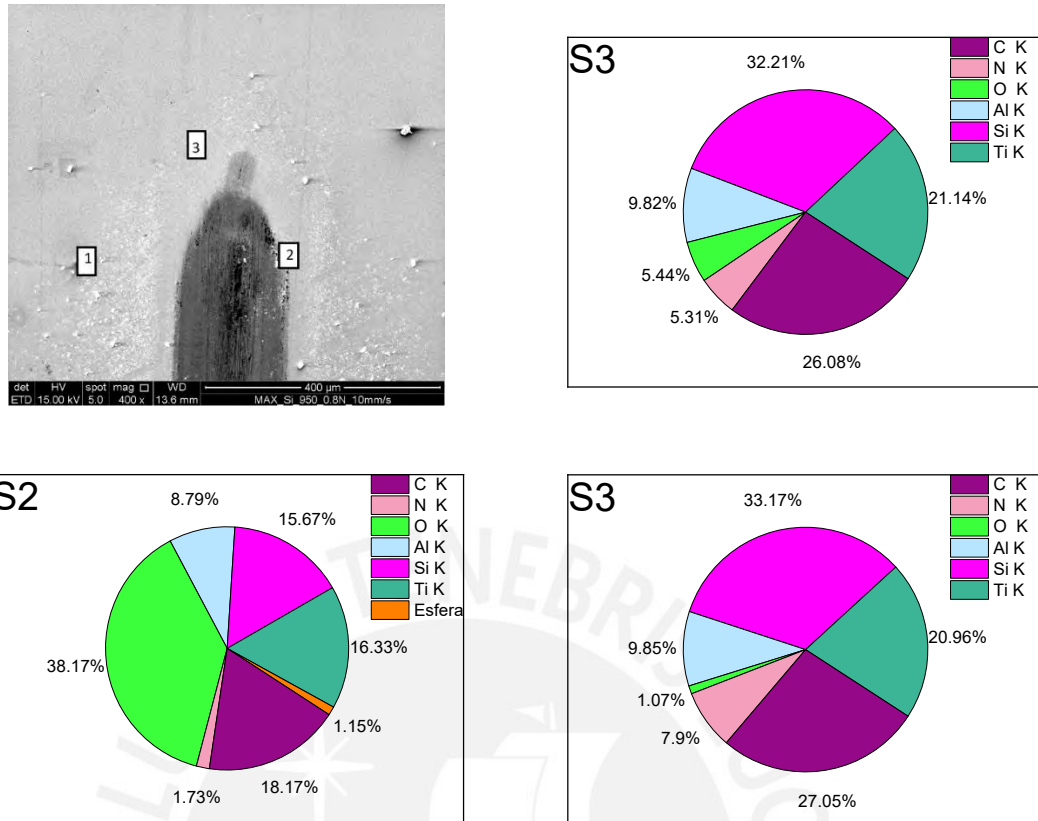 3
1
2
det HV spot mag □ WD 400 µm
ETD 15.00 kV 5.0 400 x 13.6 mm MAX_Si_950_0.8N_10mm/s
S3
32.21%
C K
N K
O K
Al K
Si K
Ti K
9.82%
21.14%
5.44%
5.31%
26.08%
S2
8.79%
15.67%
C K
N K
O K
Al K
Si K
Ti K
Esfera
38.17%
16.33%
1.15%
1.73%
18.17%
S3
33.17%
C K
N K
O K
Al K
Si K
Ti K
9.85%
20.96%
1.07%
7.9%
27.05%